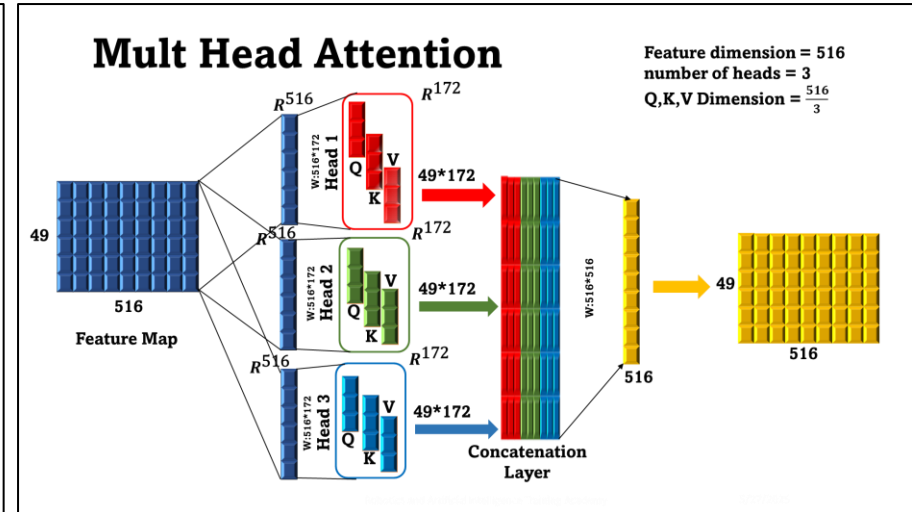 Mult Head Attention
Feature dimension = 516
number of heads = 3
Q,K,V Dimension = 516/3
49
516
Feature Map
R^516
W:516*172
Head 1
R^172
Q
K
V
49*172
R^516
W:516*172
Head 2
R^172
Q
K
V
49*172
R^516
W:516*172
Head 3
R^172
Q
K
V
49*172
Concatenation
Layer
W:516*516
516
49
516